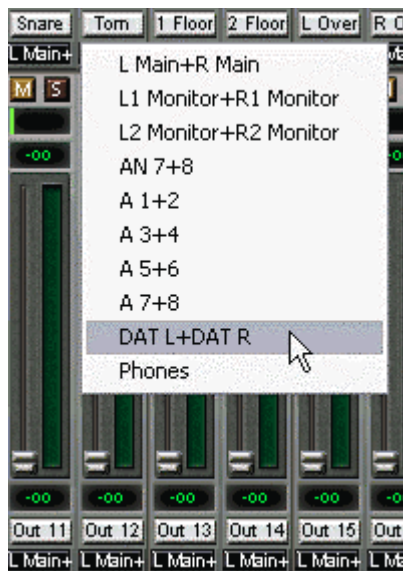 Snare Tom 1 Floor 2 Floor L Over R
L Main+
L Main+R Main
M S
L1 Monitor+R1 Monitor
L2 Monitor+R2 Monitor
-oo
AN 7+8
A 1+2
A 3+4
A 5+6
A 7+8
DAT L+DAT R
Phones
-oo -oo -oo -oo -oo -o
Out 11 Out 12 Out 13 Out 14 Out 15 Out
L Main+ L Main+ L Main+ L Main+ L Main+ L Ma